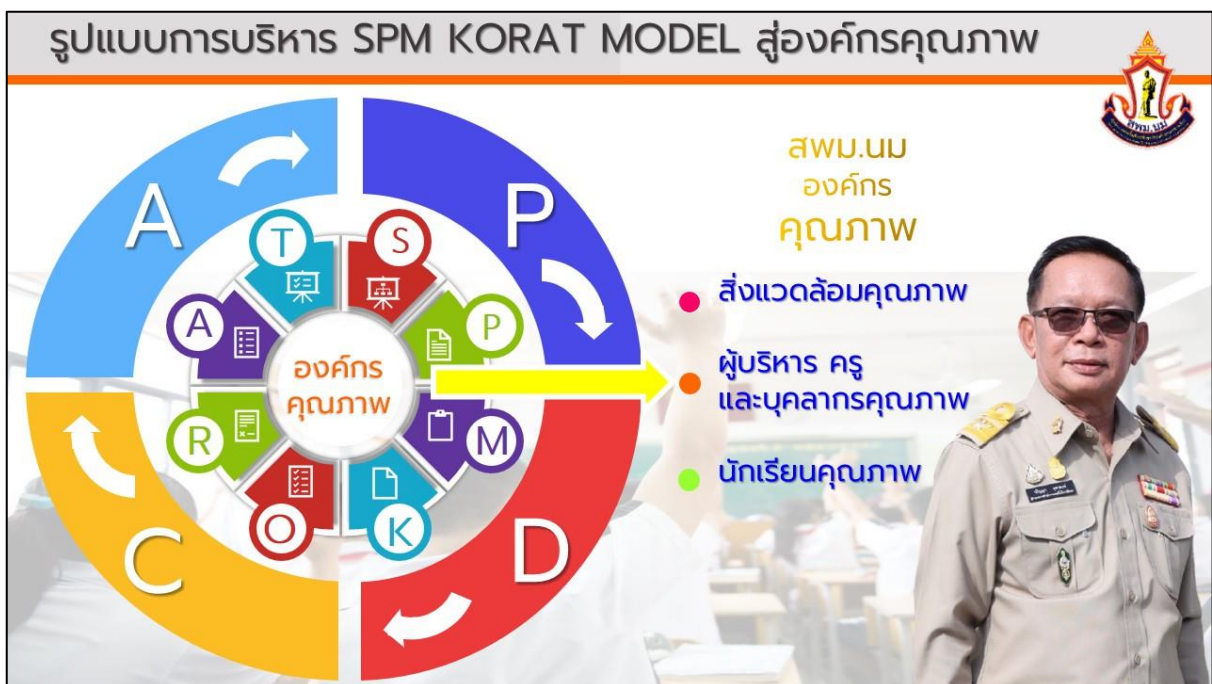 รูปแบบการบริหาร SPM KORAT MODEL สู่องค์กรคุณภาพ
สพม.นม
สพม.นม
องค์กร
คุณภาพ
สิ่งแวดล้อมคุณภาพ
ผู้บริหาร ครู
และบุคลากรคุณภาพ
นักเรียนคุณภาพ
A
P
D
C
S
P
M
K
O
R
A
T
องค์กร
คุณภาพ